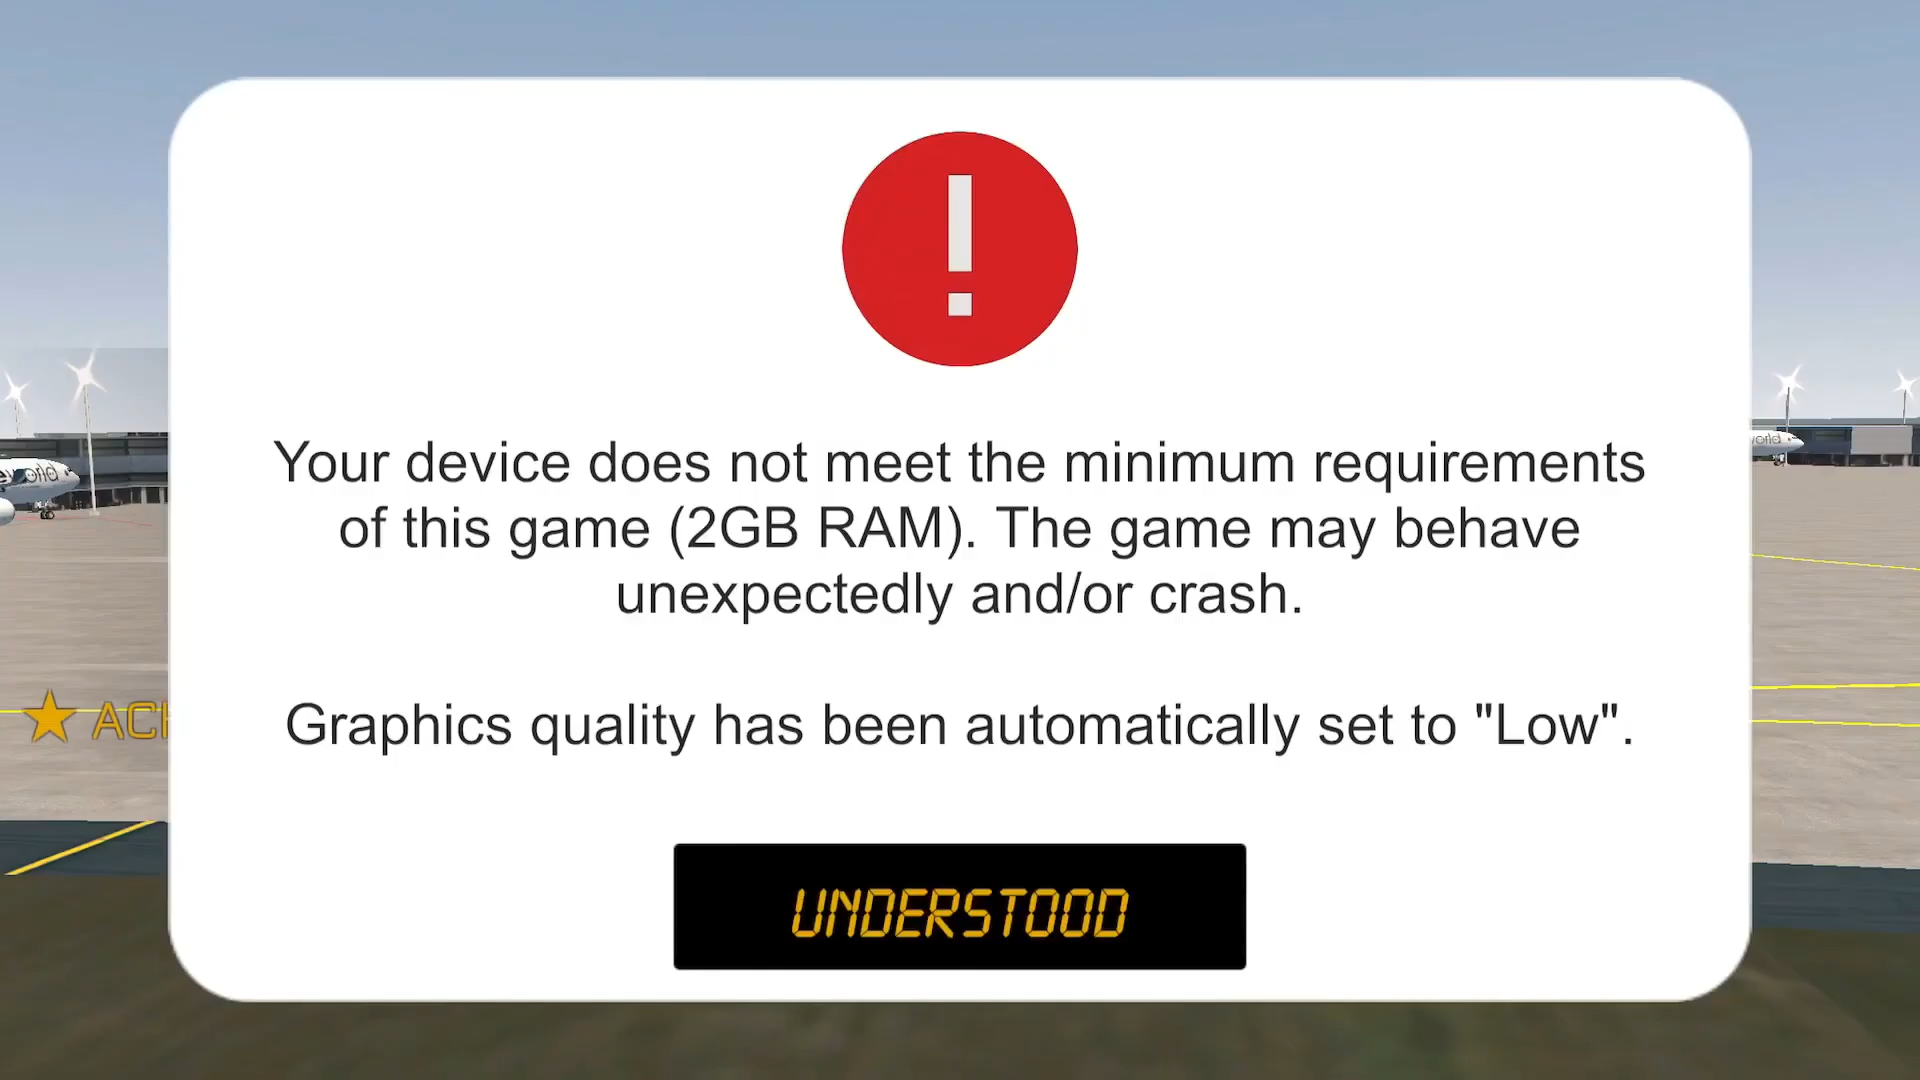 Your device does not meet the minimum requirements
of this game (2GB RAM). The game may behave
unexpectedly and/or crash.
Graphics quality has been automatically set to "Low".
UNDERSTOOD
world